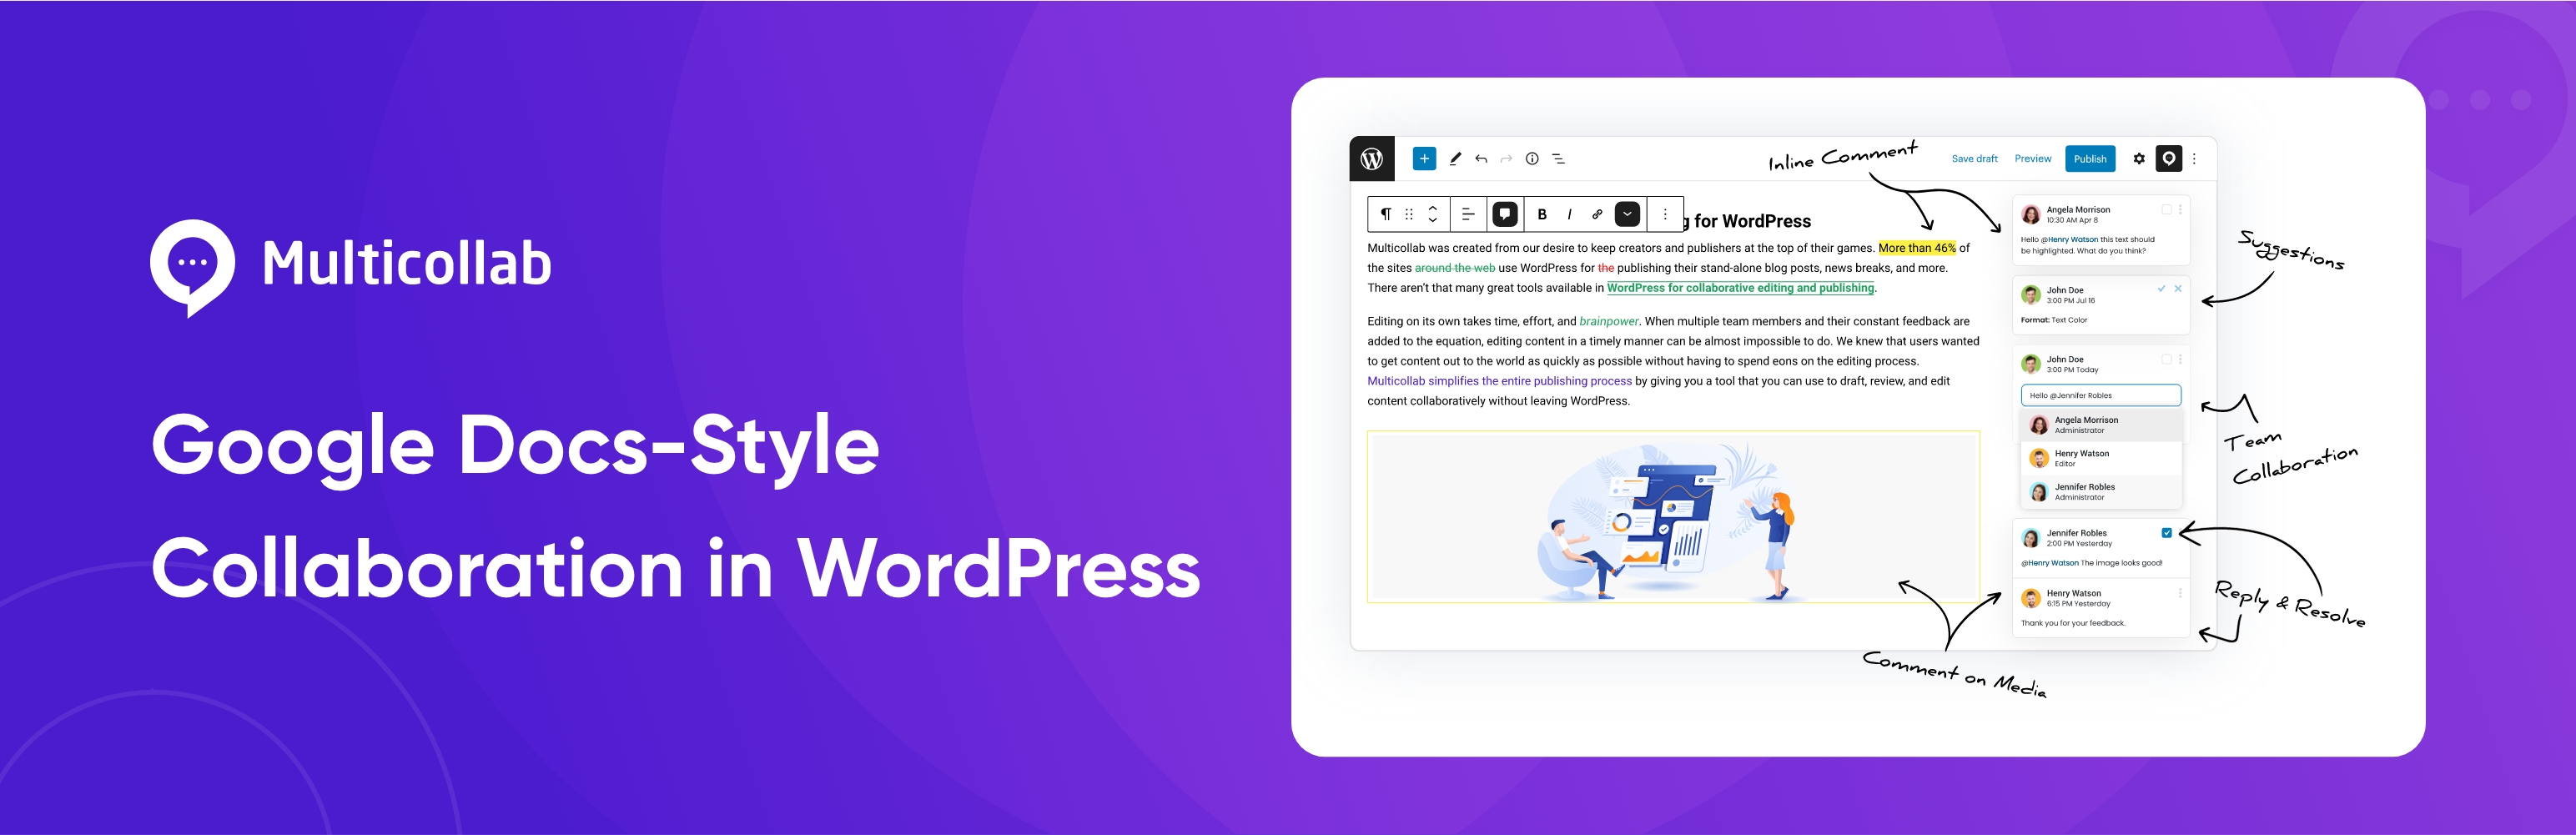 Multicollab
Google Docs-Style
Collaboration in WordPress
Inline Comment
Save draft
Preview
Publish
B
I
g for WordPress
Multicollab was created from our desire to keep creators and publishers at the top of their games. More than 46% of
the sites around the web use WordPress for the publishing their stand-alone blog posts, news breaks, and more.
There aren't that many great tools available in WordPress for collaborative editing and publishing.
Editing on its own takes time, effort, and brainpower. When multiple team members and their constant feedback are
added to the equation, editing content in a timely manner can be almost impossible to do. We knew that users wanted
to get content out to the world as quickly as possible without having to spend eons on the editing process.
Multicollab simplifies the entire publishing process by giving you a tool that you can use to draft, review, and edit
content collaboratively without leaving WordPress.
Angela Morrison
10:30 AM Apr 8
Hello @Henry Watson this text should
be highlighted. What do you think?
Suggestions
John Doe
3:00 PM Jul 16
Format: Text Color
John Doe
3:00 PM Today
Hello @Jennifer Robles
Angela Morrison
Administrator
Henry Watson
Editor
Jennifer Robles
Administrator
Team
Collaboration
Jennifer Robles
2:00 PM Yesterday
@Henry Watson The image looks good!
Henry Watson
6:15 PM Yesterday
Thank you for your feedback.
Reply & Resolve
Comment on Media